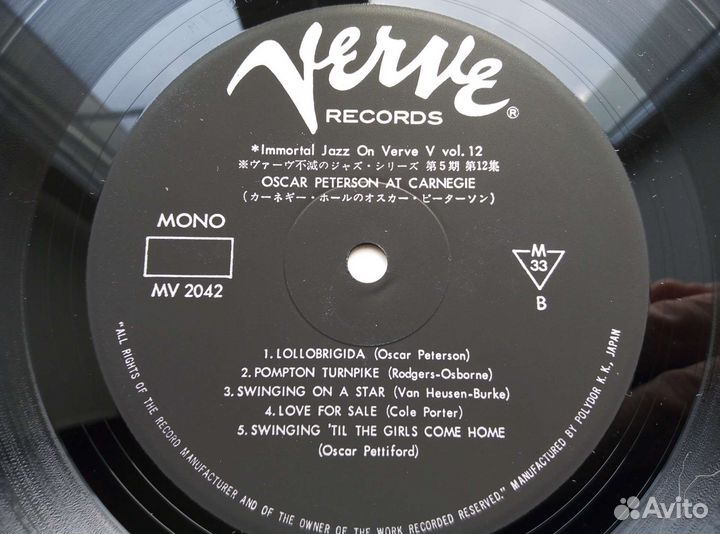 Verve
RECORDS ®
*Immortal Jazz On Verve V vol. 12
※ヴァーヴ不滅のジャズ・シリーズ 第5期 第12集
OSCAR PETERSON AT CARNEGIE
(カーネギー・ホールのオスカー・ピーターソン)
MONO
MV 2042
M
33
B
1. LOLLOBRIGIDA (Oscar Peterson)
2. POMPTON TURNPIKE (Rodgers-Osborne)
3. SWINGING ON A STAR (Van Heusen-Burke)
4. LOVE FOR SALE (Cole Porter)
5. SWINGING 'TIL THE GIRLS COME HOME
(Oscar Pettiford)
"ALL RIGHTS OF THE RECORD MANUFACTURER AND OF THE OWNER OF THE WORK RECORDED RESERVED." MANUFACTURED BY POLYDOR K. K., JAPAN
Avito